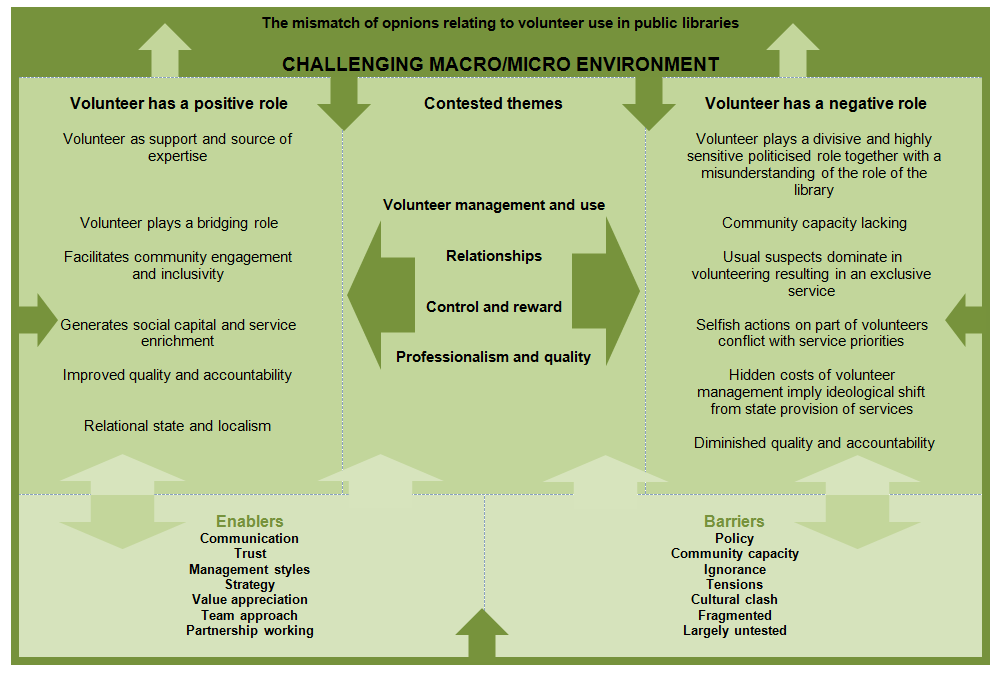 The mismatch of opnions relating to volunteer use in public libraries
CHALLENGING MACRO/MICRO ENVIRONMENT
Volunteer has a positive role
Volunteer as support and source of
expertise
Volunteer plays a bridging role
Facilitates community engagement
and inclusivity
Generates social capital and service
enrichment
Improved quality and accountability
Relational state and localism
Contested themes
Volunteer management and use
Relationships
Control and reward
Professionalism and quality
Volunteer has a negative role
Volunteer plays a divisive and highly
sensitive politicised role together with a
misunderstanding of the role of the
library
Community capacity lacking
Usual suspects dominate in
volunteering resulting in an exclusive
service
Selfish actions on part of volunteers
conflict with service priorities
Hidden costs of volunteer
management imply ideological shift
from state provision of services
Diminished quality and accountability
Enablers
Communication
Trust
Management styles
Strategy
Value appreciation
Team approach
Partnership working
Barriers
Policy
Community capacity
Ignorance
Tensions
Cultural clash
Fragmented
Largely untested